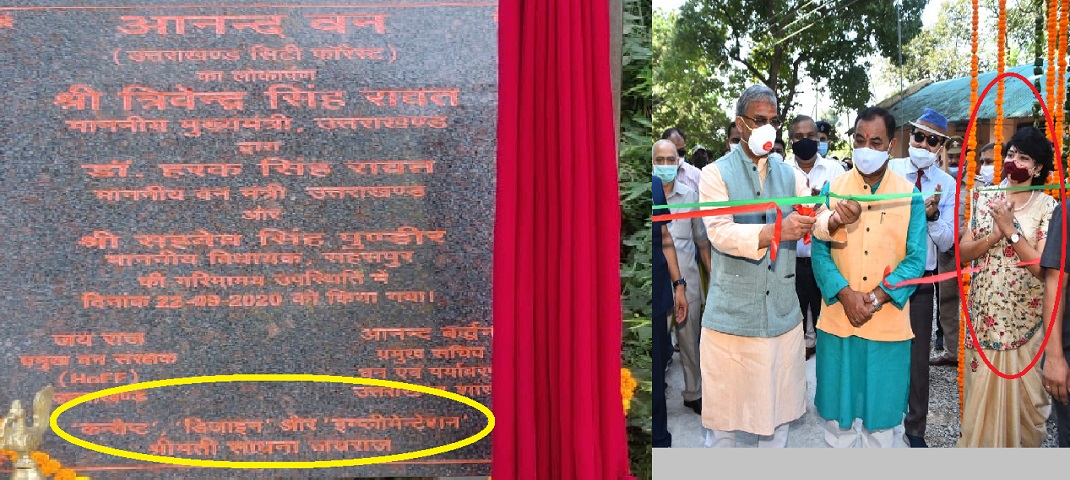 आनन्द वन
(उत्तराखण्ड सिटी फॉरेस्ट)
का लोकार्पण
श्री त्रिवेन्द्र सिंह रावत
माननीय मुख्यमंत्री, उत्तराखण्ड
द्वारा
डॉ. हरक सिंह रावत
माननीय वन मंत्री, उत्तराखण्ड
और
श्री सहदेव सिंह पुण्डीर
माननीय विधायक, सहसपुर
की गरिमामय उपस्थिति में
दिनांक 22-09-2020 को किया गया।
जय राज
प्रमुख वन संरक्षक
(HoFF)
आनन्द बर्द्धन
प्रमुख सचिव
वन एवं पर्यावरण
'कन्सैप्ट' 'डिजाइन' और 'इम्प्लीमेन्टेशन'
श्रीमती साधना जयराज